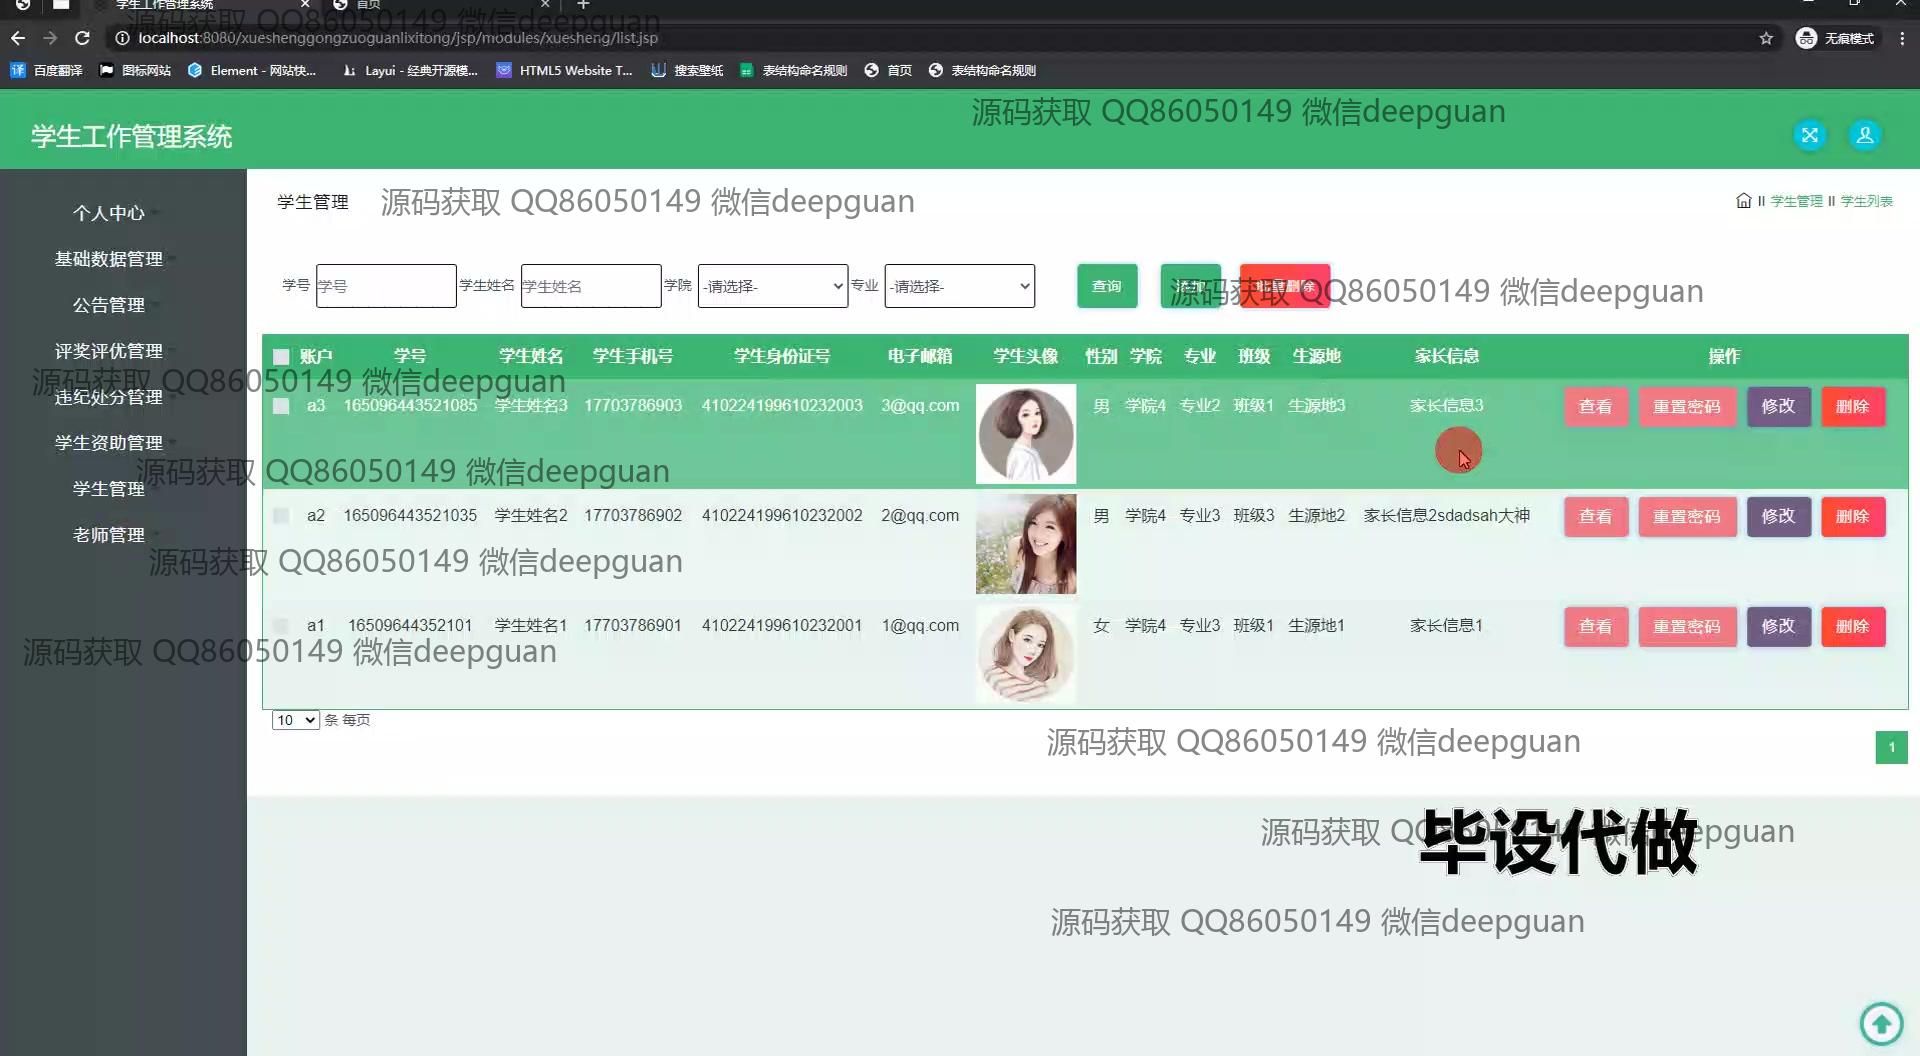 学生工作管理系统
首页
localhost:8080/xueshenggongzuoguanlixitong/jsp/modules/xuesheng/list.jsp
无痕模式
百度翻译 图标网站 Element - 网站快... Layui - 经典开源模... HTML5 Website T... 搜索壁纸 表结构命名规则 首页 表结构命名规则
源码获取 QQ86050149 微信deepguan
学生工作管理系统
源码获取 QQ86050149 微信deepguan
个人中心
基础数据管理
公告管理
评奖评优管理
违纪处分管理
学生资助管理
学生管理
老师管理
学生管理
源码获取 QQ86050149 微信deepguan
学生管理 II 学生列表
学号 学号 学生姓名 学生姓名 学院 -请选择- 专业 -请选择- 查询 添加 批量删除
源码获取 QQ86050149 微信deepguan
账户 学号 学生姓名 学生手机号 学生身份证号 电子邮箱 学生头像 性别 学院 专业 班级 生源地 家长信息 操作
源码获取 QQ86050149 微信deepguan
a3 165096443521085 学生姓名3 17703786903 410224199610232003 3@qq.com 男 学院4 专业2 班级1 生源地3 家长信息3 查看 重置密码 修改 删除
源码获取 QQ86050149 微信deepguan
a2 165096443521035 学生姓名2 17703786902 410224199610232002 2@qq.com 男 学院4 专业3 班级3 生源地2 家长信息2sdadsah大神 查看 重置密码 修改 删除
源码获取 QQ86050149 微信deepguan
a1 16509644352101 学生姓名1 17703786901 410224199610232001 1@qq.com 女 学院4 专业3 班级1 生源地1 家长信息1 查看 重置密码 修改 删除
源码获取 QQ86050149 微信deepguan
10 条 每页
源码获取 QQ86050149 微信deepguan
1
源码获取 QQ86050149 微信deepguan
毕设代做
源码获取 QQ86050149 微信deepguan